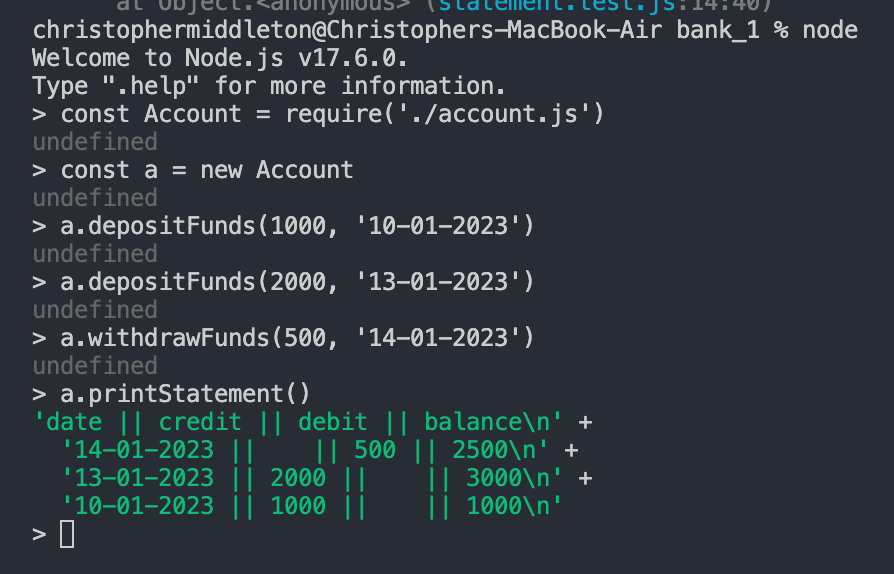 at Object.<anonymous> (statement.test.js:14:40)
christophermiddleton@Christophers-MacBook-Air bank_1 % node
Welcome to Node.js v17.6.0.
Type ".help" for more information.
> const Account = require('./account.js')
undefined
> const a = new Account
undefined
> a.depositFunds(1000, '10-01-2023')
undefined
> a.depositFunds(2000, '13-01-2023')
undefined
> a.withdrawFunds(500, '14-01-2023')
undefined
> a.printStatement()
'date || credit || debit || balance\n' +
  '14-01-2023 ||    || 500 || 2500\n' +
  '13-01-2023 || 2000 ||    || 3000\n' +
  '10-01-2023 || 1000 ||    || 1000\n'
>